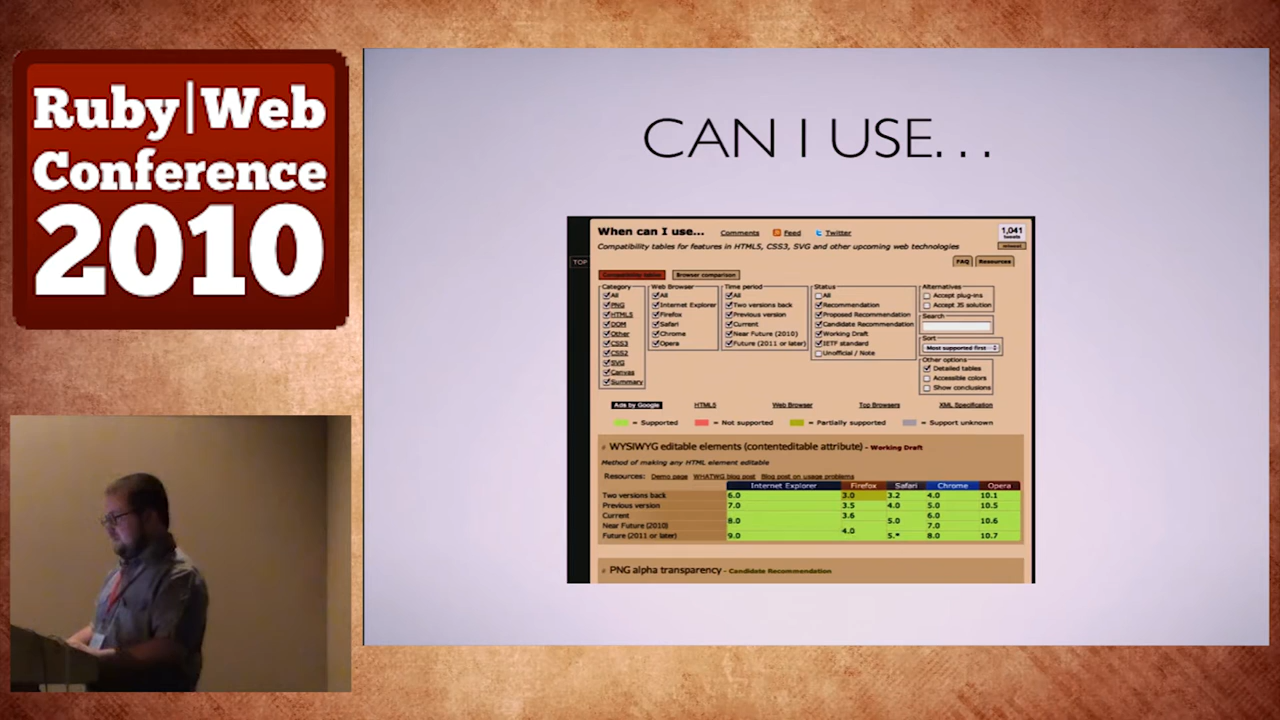 Ruby|Web
Conference
2010
CAN I USE...
When can I use... Comments Feed Twitter
1,041
tweets
retweet
Compatibility tables for features in HTML5, CSS3, SVG and other upcoming web technologies
TOP
FAQ Resources
Compatibility tables Browser comparison
Category
All
PNG
HTML5
DOM
Other
CSS3
CSS2
SVG
Canvas
Summary
Web Browser
All
Internet Explorer
Firefox
Safari
Chrome
Opera
Time period
All
Two versions back
Previous version
Current
Near Future (2010)
Future (2011 or later)
Status
All
Recommendation
Proposed Recommendation
Candidate Recommendation
Working Draft
IETF standard
Unofficial / Note
Alternatives
Accept plug-ins
Accept JS solution
Search
Sort
Most supported first
Other options
Detailed tables
Accessible colors
Show conclusions
Ads by Google HTML5 Web Browser Top Browsers XML Specification
= Supported = Not supported = Partially supported = Support unknown
# WYSIWYG editable elements (contenteditable attribute) - Working Draft
Method of making any HTML element editable
Resources: Demo page WHATWG blog post Blog post on usage problems
Internet Explorer Firefox Safari Chrome Opera
Two versions back 6.0 3.0 3.2 4.0 10.1
Previous version 7.0 3.5 4.0 5.0 10.5
Current 8.0 3.6 5.0 6.0 10.6
Near Future (2010) 4.0 7.0
Future (2011 or later) 9.0 5.* 8.0 10.7
# PNG alpha transparency - Candidate Recommendation